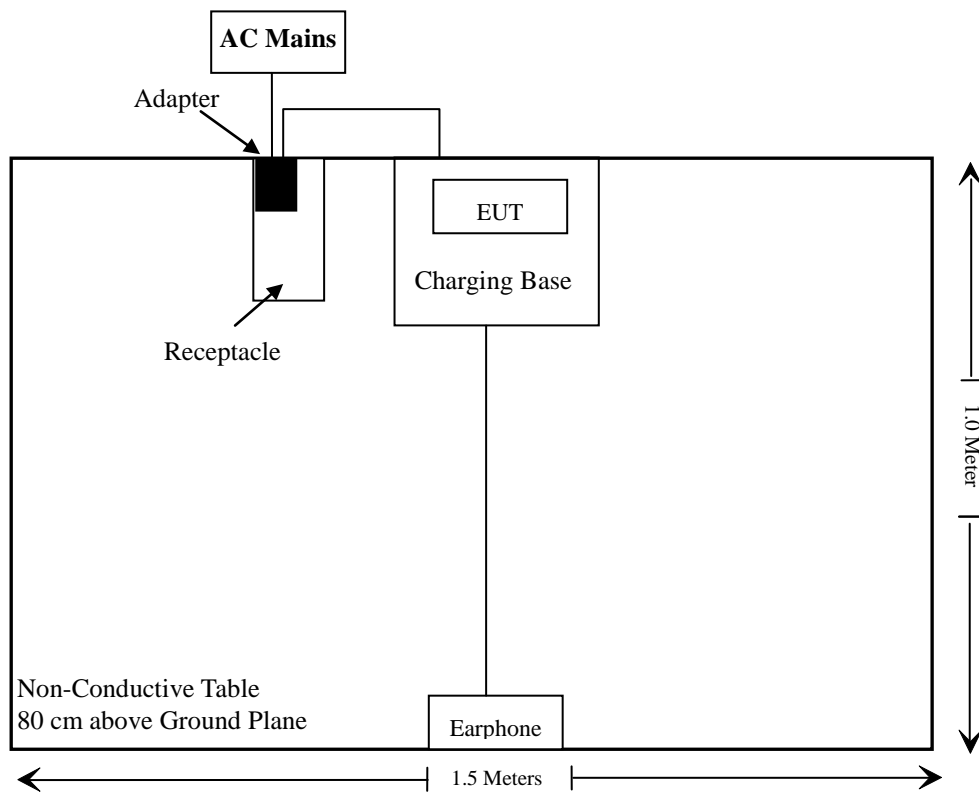 AC Mains
Adapter
EUT
Charging Base
Receptacle
1.0 Meter
Non-Conductive Table
80 cm above Ground Plane
Earphone
1.5 Meters